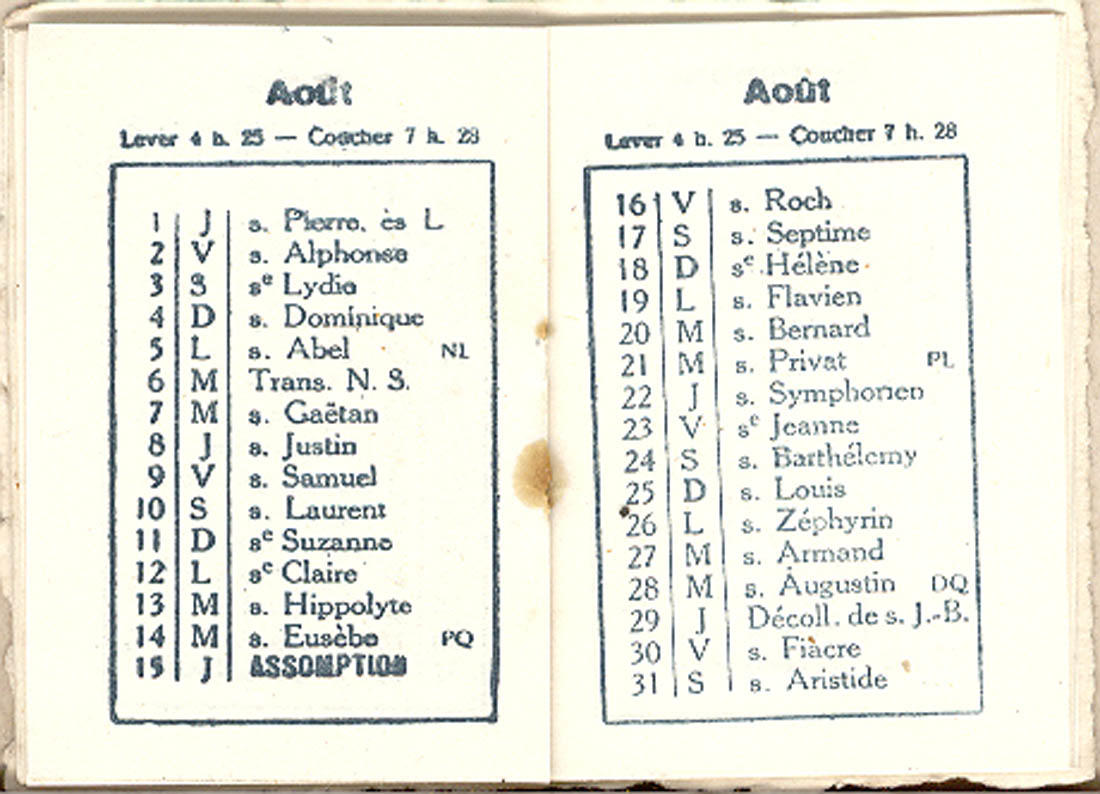 Août
Lever 4 h. 25 — Coucher 7 h. 28
1 J s. Pierre. ès L
2 V s. Alphonse
3 S sᵉ Lydie
4 D s. Dominique
5 L s. Abel NL
6 M Trans. N. S.
7 M s. Gaëtan
8 J s. Justin
9 V s. Samuel
10 S s. Laurent
11 D sᵉ Suzanne
12 L sᵉ Claire
13 M s. Hippolyte
14 M s. Eusèbe PQ
15 J ASSOMPTION
Août
Lever 4 h. 25 — Coucher 7 h. 28
16 V s. Roch
17 S s. Septime
18 D sᵉ Hélène
19 L s. Flavien
20 M s. Bernard
21 M s. Privat PL
22 J s. Symphorien
23 V sᵉ Jeanne
24 S s. Barthélemy
25 D s. Louis
26 L s. Zéphyrin
27 M s. Armand
28 M s. Augustin DQ
29 J Décoll. de s. J.-B.
30 V s. Fiacre
31 S s. Aristide